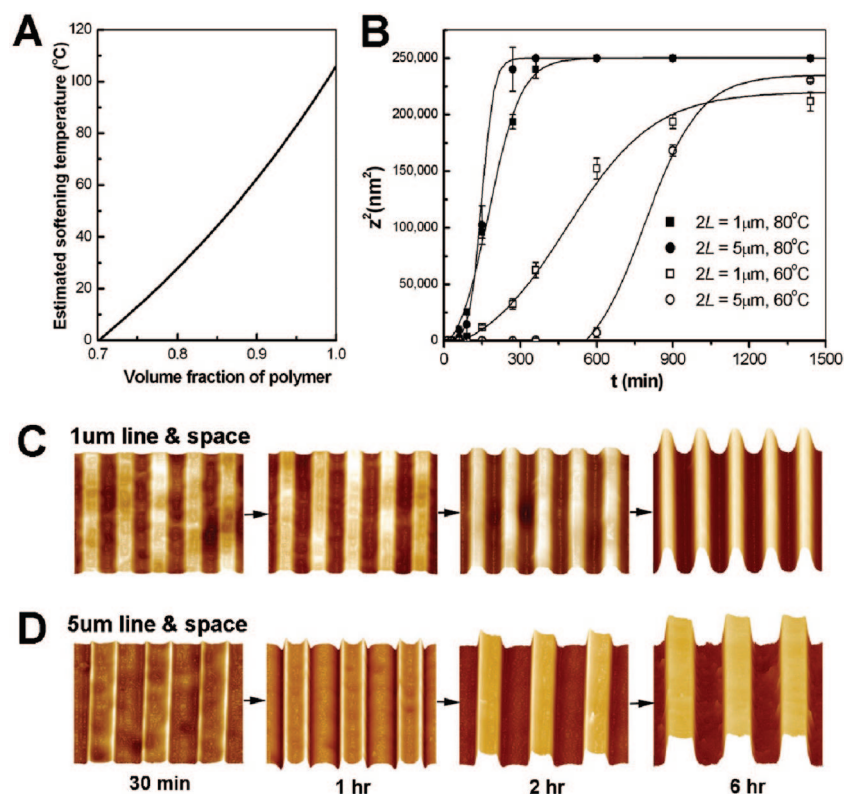 A
Estimated softening temperature (°C)
120
100
80
60
40
20
0
0.7
0.8
0.9
1.0
Volume fraction of polymer
B
z²(nm²)
250,000
200,000
150,000
100,000
50,000
0
0
300
600
900
1200
1500
t (min)
2L = 1µm, 80°C
2L = 5µm, 80°C
2L = 1µm, 60°C
2L = 5µm, 60°C
C
1um line & space
D
5um line & space
30 min
1 hr
2 hr
6 hr